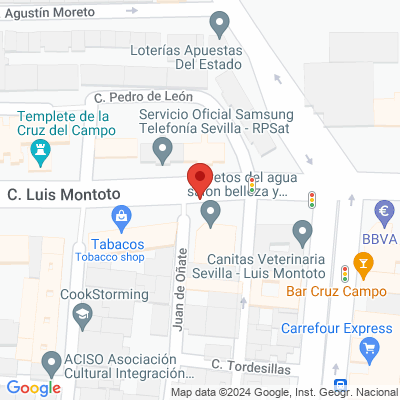 Agustín Moreto
Loterías Apuestas
Del Estado
C. Pedro de León
Templete de la
Cruz del Campo
Servicio Oficial Samsung
Telefonía Sevilla - RPSat
etos del agua
salon belleza y...
C. Luis Montoto
Tabacos
Tobacco shop
Juan de Oñate
Canitas Veterinaria
Sevilla - Luis Montoto
BBVA
Bar Cruz Campo
CookStorming
Carrefour Express
ACISO Asociación
Cultural Integración...
C. Tordesillas
Google
Map data ©2024 Google, Inst. Geogr. Nacional